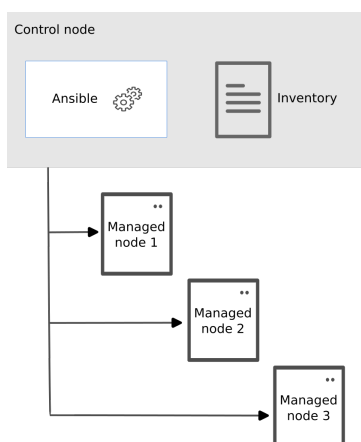 Control node
Ansible
Inventory
Managed
node 1
Managed
node 2
Managed
node 3